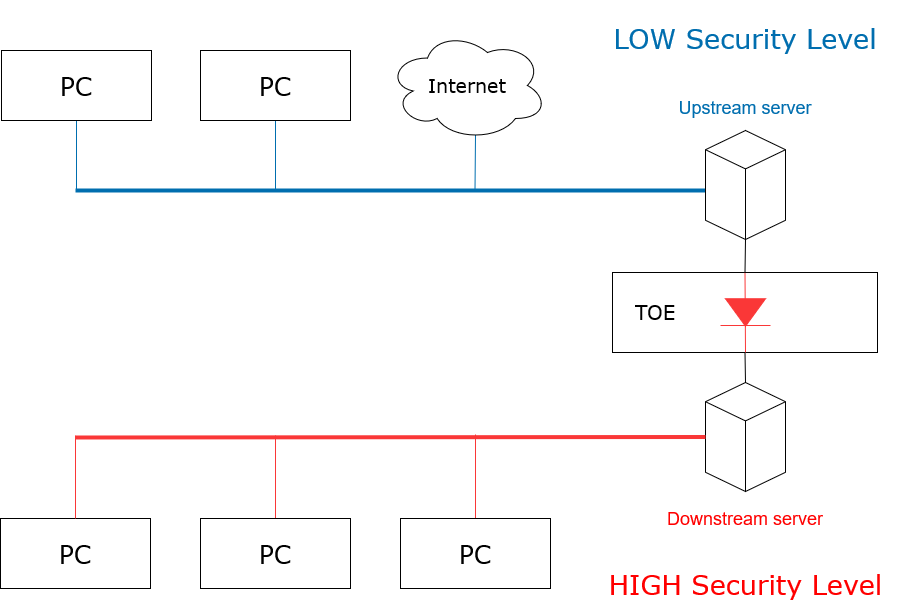 LOW Security Level
PC
PC
Internet
Upstream server
TOE
Downstream server
PC
PC
PC
HIGH Security Level